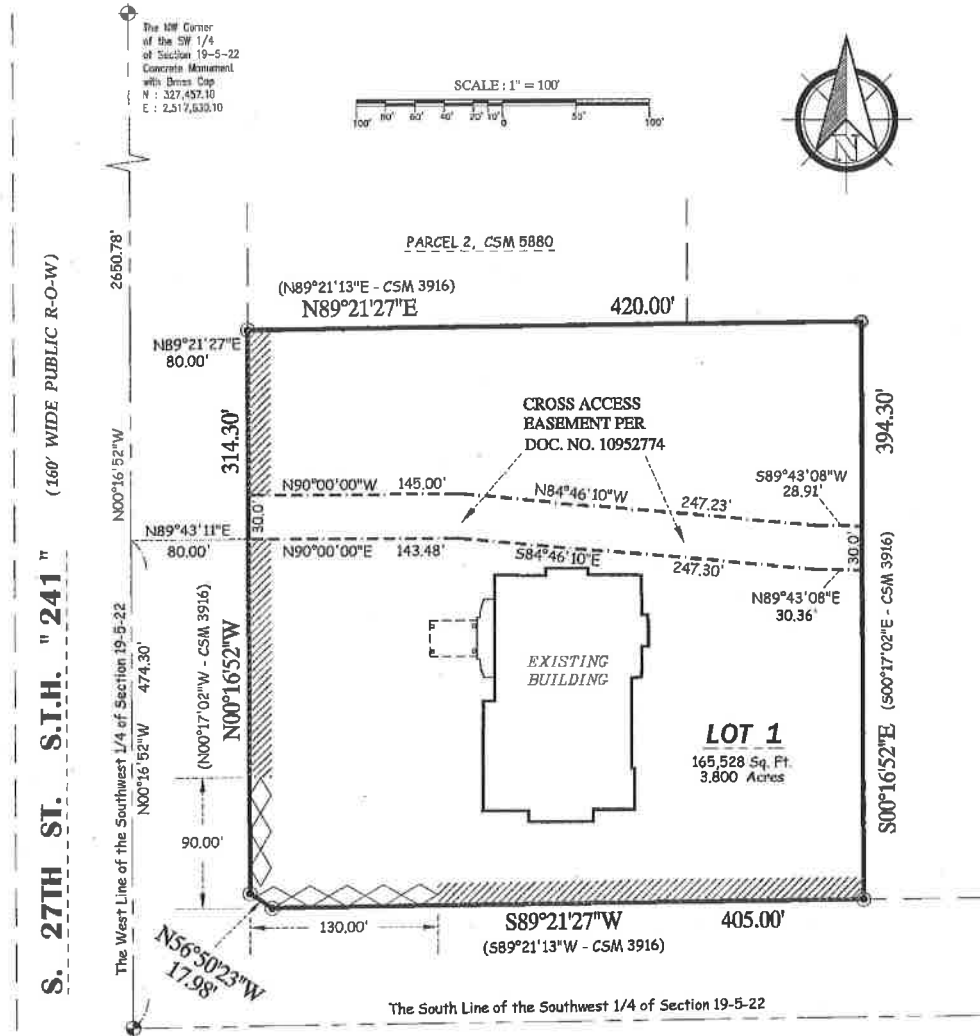 The NW Corner
of the SW 1/4
of Section 19-5-22
Concrete Monument
with Brass Cap
N : 327,457.10
E : 2,517,630.10
SCALE : 1" = 100'
100' 80' 60' 40' 20' 10' 0 50' 100'
N
2650.78'
(160' WIDE PUBLIC R-O-W)
PARCEL 2, CSM 5880
(N89°21'13"E - CSM 3916)
N89°21'27"E 420.00'
N89°21'27"E
80.00'
314.30'
394.30'
CROSS ACCESS
EASEMENT PER
DOC. NO. 10952774
N00°16'52"W
S89°43'08"W
28.91'
N90°00'00"W 145.00'
N84°46'10"W 247.23'
30.0'
30.0'
N89°43'11"E
80.00'
N90°00'00"E 143.48'
S84°46'10"E 247.30'
N89°43'08"E
30.36'
S. 27TH ST. S.T.H. "241"
The West Line of the Southwest 1/4 of Section 19-5-22
N00°16'52"W 474.30'
(N00°17'02"W - CSM 3916)
N00°16'52"W
EXISTING
BUILDING
LOT 1
165,528 Sq. Ft.
3.800 Acres
S00°16'52"E (S00°17'02"E - CSM 3916)
90.00'
130.00'
S89°21'27"W 405.00'
(S89°21'13"W - CSM 3916)
N56°50'23"W
17.98'
The South Line of the Southwest 1/4 of Section 19-5-22